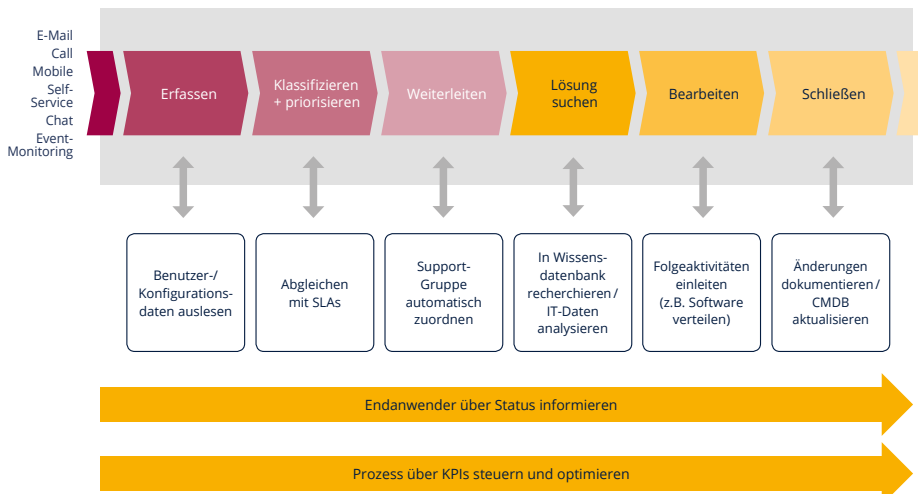 E-Mail
Call
Mobile
Self-
Service
Chat
Event-
Monitoring
Erfassen
Klassifizieren
+ priorisieren
Weiterleiten
Lösung
suchen
Bearbeiten
Schließen
Benutzer-/
Konfigurations-
daten auslesen
Abgleichen
mit SLAs
Support-
Gruppe
automatisch
zuordnen
In Wissens-
datenbank
recherchieren/
IT-Daten
analysieren
Folgeaktivitäten
einleiten
(z.B. Software
verteilen)
Änderungen
dokumentieren/
CMDB
aktualisieren
Endanwender über Status informieren
Prozess über KPIs steuern und optimieren